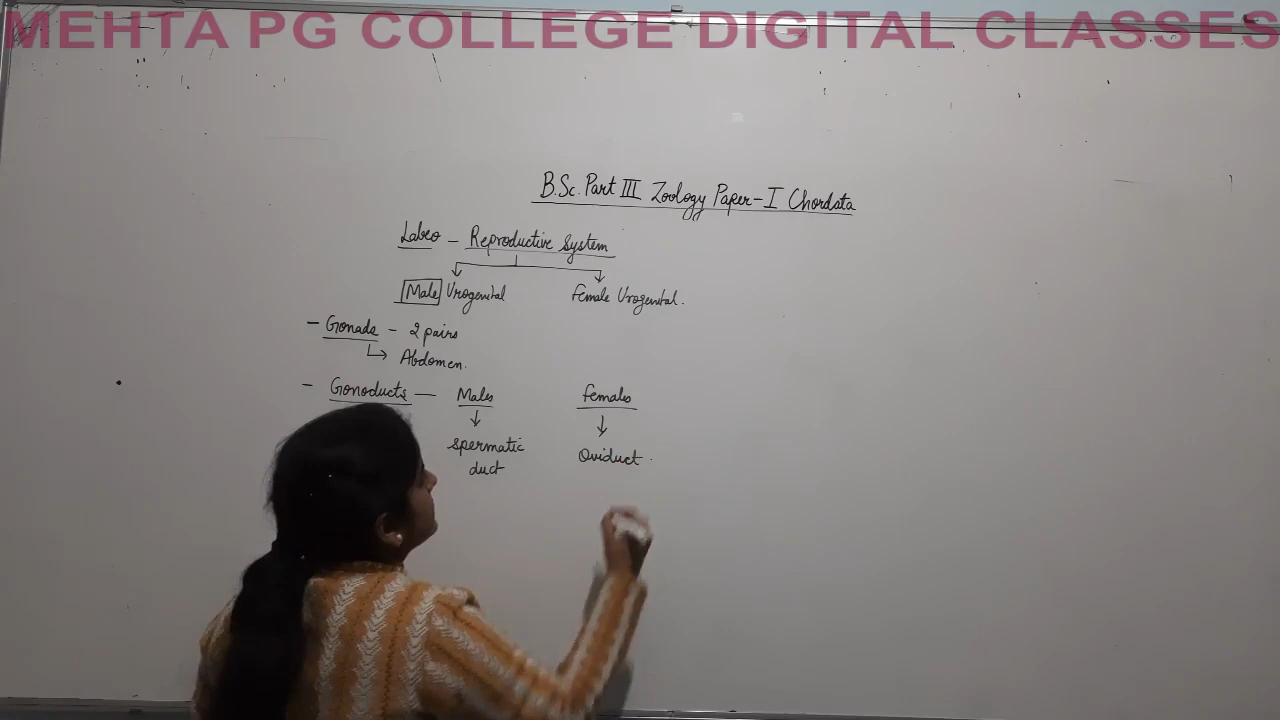 MEHTA PG COLLEGE DIGITAL CLASSES
B.Sc. Part III Zoology Paper-I Chordata
Labeo - Reproductive System
Male Urogenital Female Urogenital.
- Gonads - 2 pairs
Abdomen.
- Gonoducts - Males Females
Spermatic duct Oviduct.